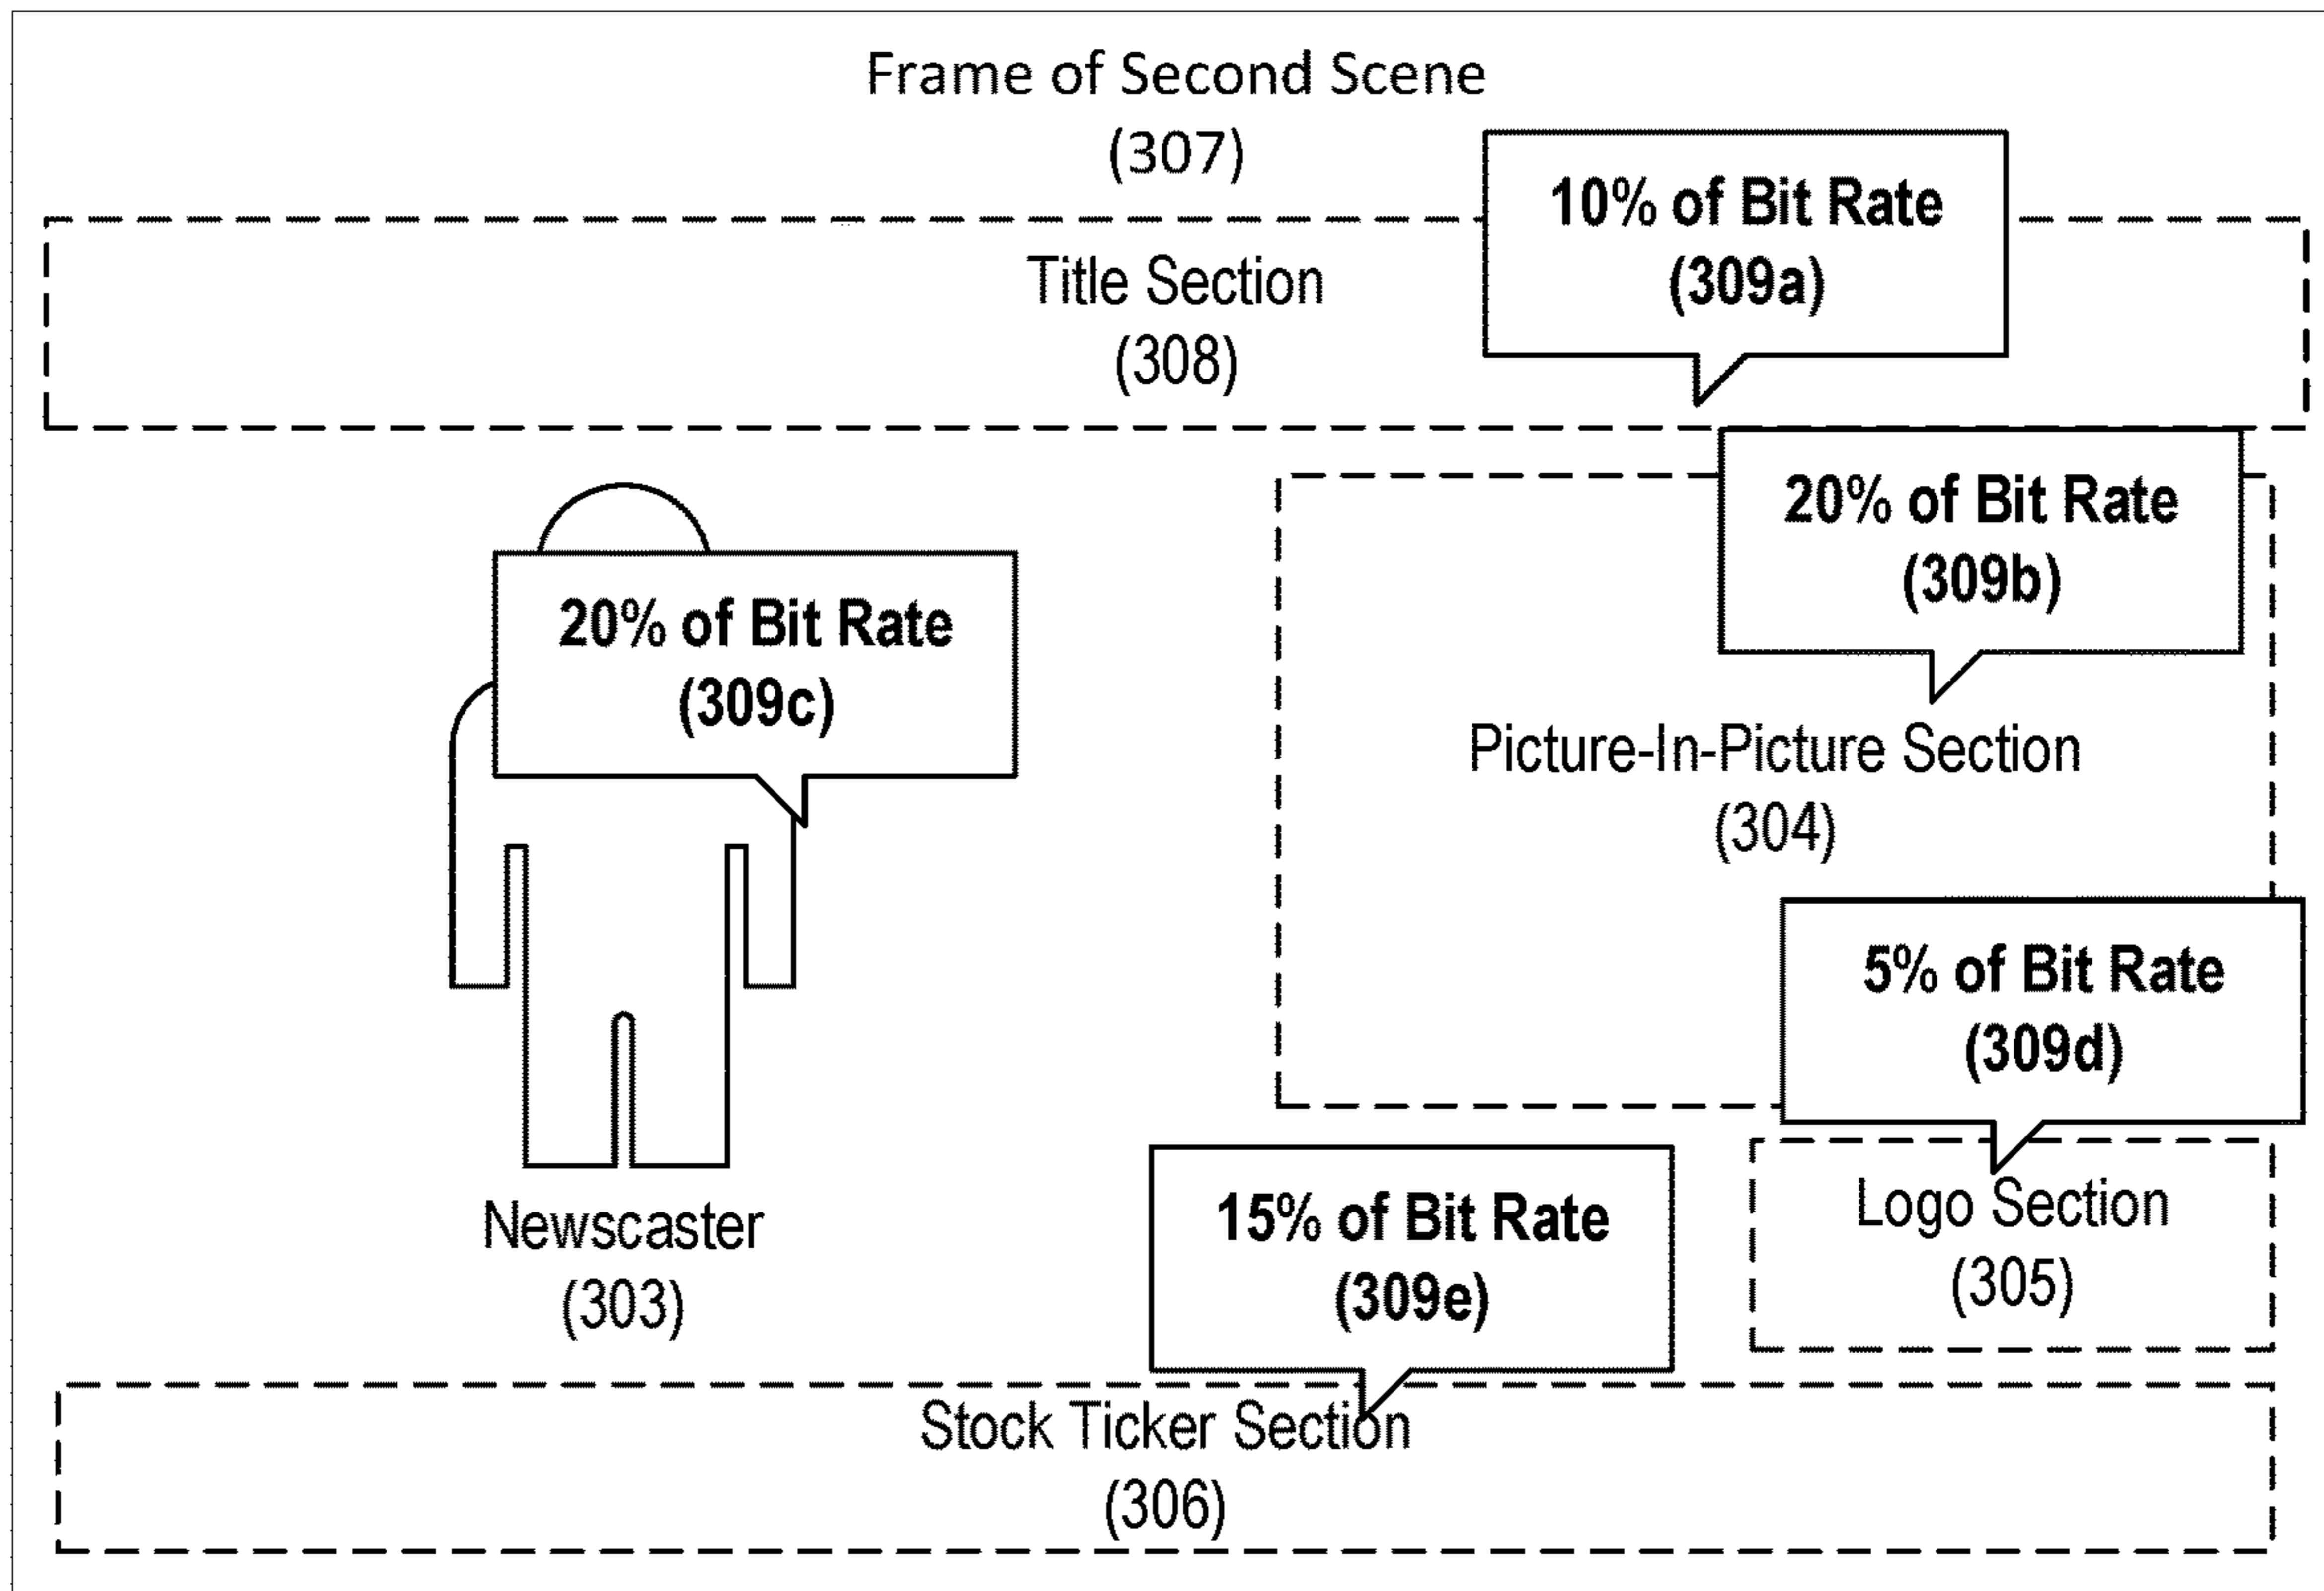 Frame of Second Scene
(307)
10% of Bit Rate
(309a)
Title Section
(308)
20% of Bit Rate
(309b)
20% of Bit Rate
(309c)
Picture-In-Picture Section
(304)
5% of Bit Rate
(309d)
Newscaster
(303)
15% of Bit Rate
(309e)
Logo Section
(305)
Stock Ticker Section
(306)